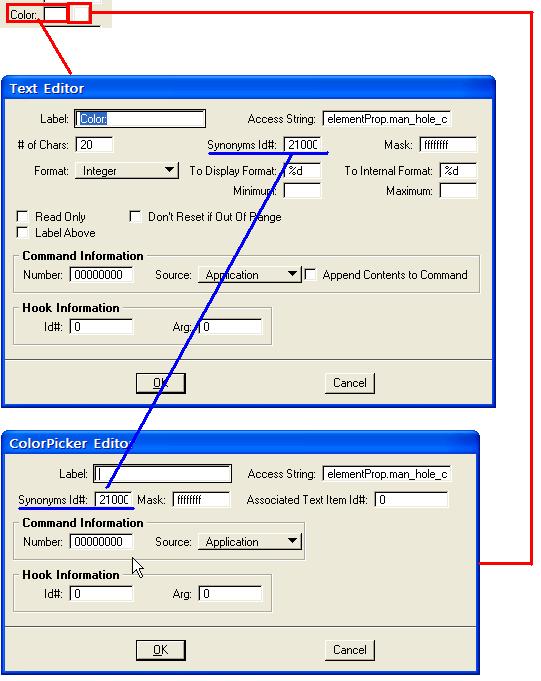 Color:
Text Editor
Label: Color: Access String: elementProp.man_hole_c
# of Chars: 20 Synonyms Id#: 21000 Mask: ffffffff
Format: Integer To Display Format: %d To Internal Format: %d
Minimum: Maximum:
Read Only Don't Reset if Out Of Range
Label Above
Command Information
Number: 00000000 Source: Application Append Contents to Command
Hook Information
Id#: 0 Arg: 0
OK Cancel
ColorPicker Editor
Label: Access String: elementProp.man_hole_c
Synonyms Id#: 21000 Mask: ffffffff Associated Text Item Id#: 0
Command Information
Number: 00000000 Source: Application
Hook Information
Id#: 0 Arg: 0
OK Cancel